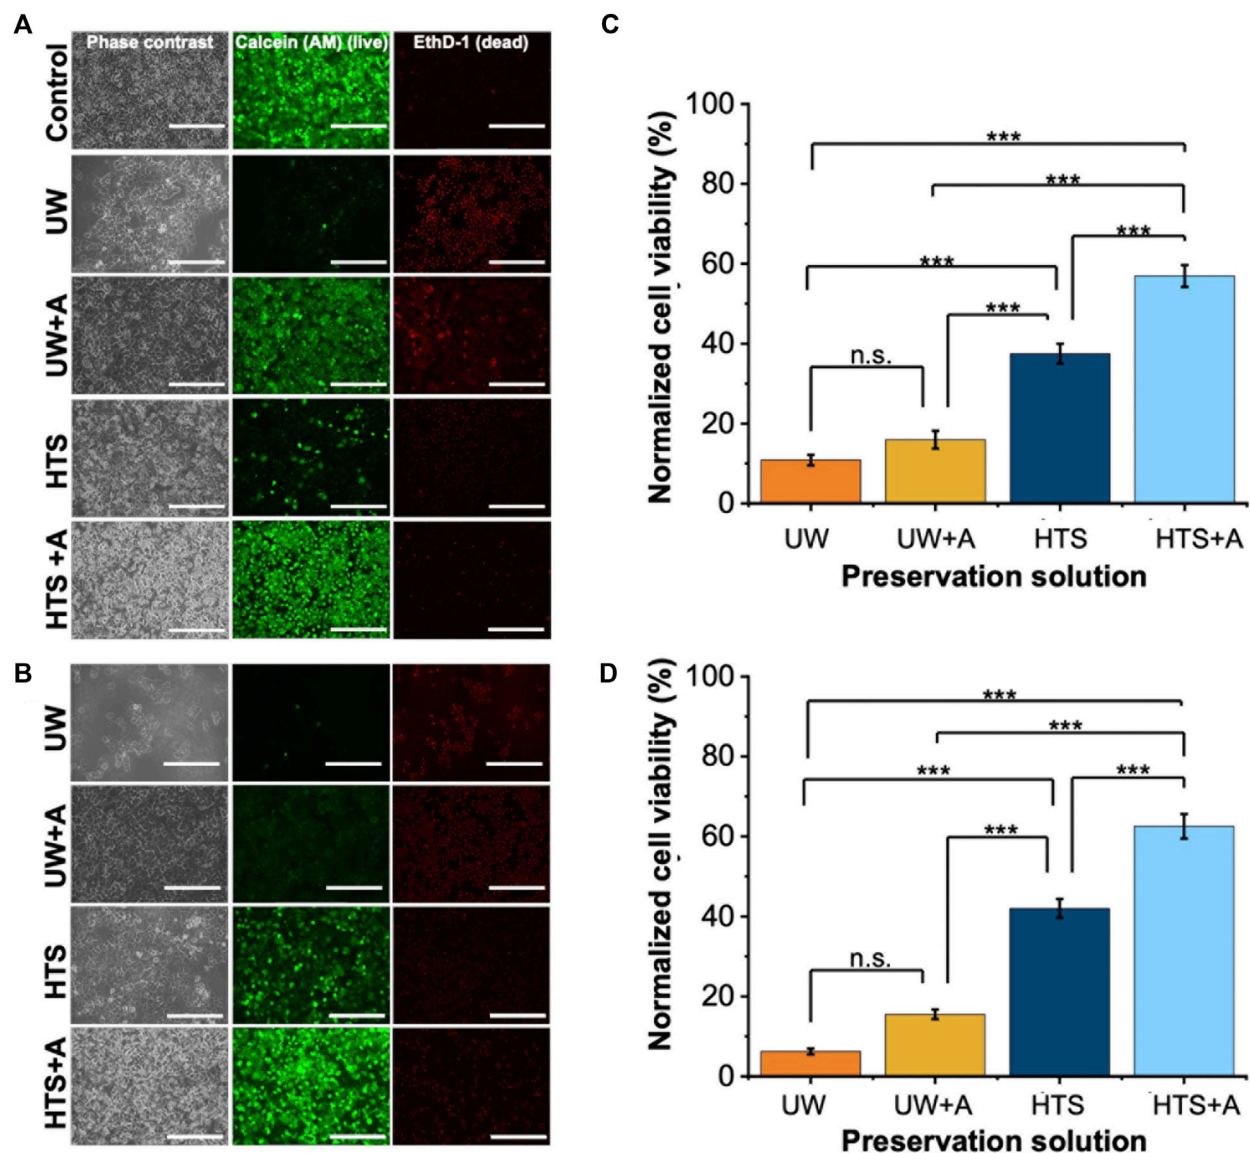 A
Phase contrast
Calcein (AM) (live)
EthD-1 (dead)
Control
UW
UW+A
HTS
HTS +A
B
UW
UW+A
HTS
HTS+A
C
Normalized cell viability (%)
100
80
60
40
20
0
***
***
***
***
***
n.s.
UW
UW+A
HTS
HTS+A
Preservation solution
D
Normalized cell viability (%)
100
80
60
40
20
0
***
***
***
***
***
n.s.
UW
UW+A
HTS
HTS+A
Preservation solution